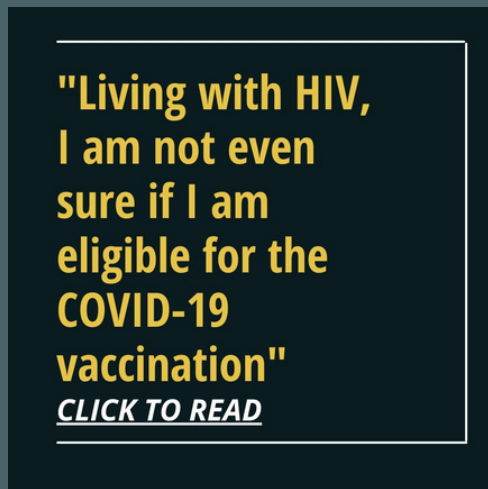 "Living with HIV,
I am not even
sure if I am
eligible for the
COVID-19
vaccination"
CLICK TO READ